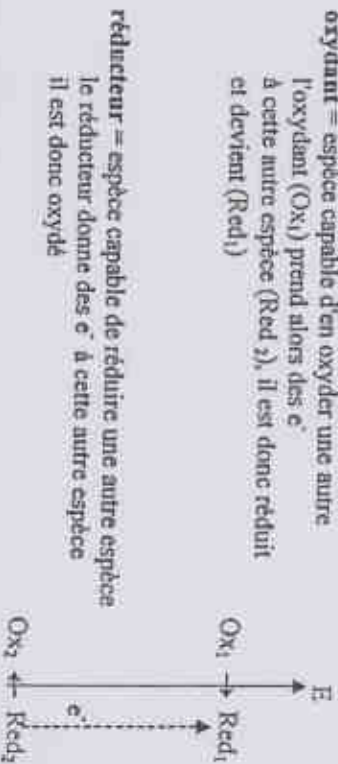 oxydant = espèce capable d'en oxyder une autre
l'oxydant (Ox₁) prend alors des e⁻
à cette autre espèce (Red ₂), il est donc réduit
et devient (Red₁)
réducteur = espèce capable de réduire une autre espèce
le réducteur donne des e⁻ à cette autre espèce
il est donc oxydé
E
Ox₁ Red₁
e⁻
Ox₂ Red₂